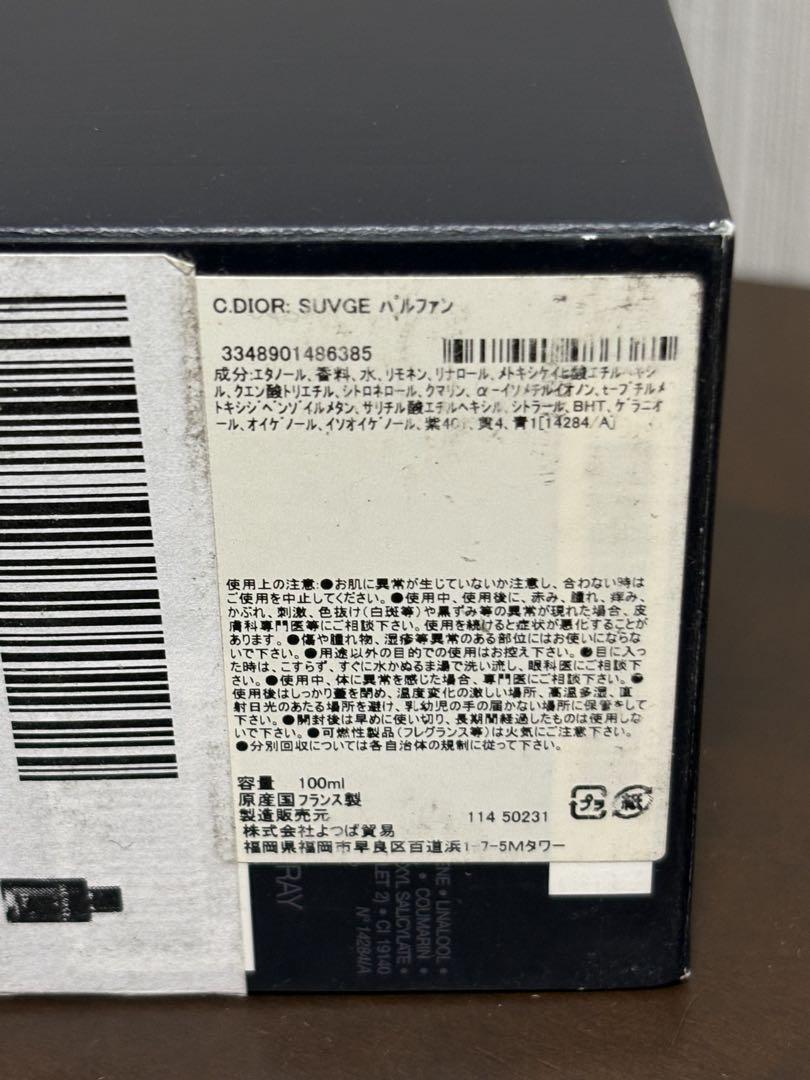 C.DIOR: SUVGE パルファン
3348901486385
成分:エタノール、香料、水、リモネン、リナロール、メトキシケイヒ酸エチルヘキシ
ル、クエン酸トリエチル、シトロネロール、クマリン、α-イソメチルイオノン、t-ブチルメ
トキシジベンゾイルメタン、サリチル酸エチルヘキシル、シトラール、BHT、ゲラニオ
ール、オイゲノール、イソオイゲノール、紫401、黄4、青1[14284/A]
使用上の注意:●お肌に異常が生じていないか注意し、合わない時は
ご使用を中止してください。●使用中、使用後に、赤み、腫れ、痒み、
かぶれ、刺激、色抜け(白斑等)や黒ずみ等の異常が現れた場合、皮
膚科専門医等にご相談下さい。使用を続けると症状が悪化することが
あります。●傷や腫れ物、湿疹等異常のある部位にはお使いにならな
いで下さい。●用途以外の目的での使用はお控え下さい。●目に入っ
た時は、こすらず、すぐに水かぬるま湯で洗い流し、眼科医にご相談下
さい。●使用中、体に異常を感じた場合、専門医にご相談下さい。●
使用後はしっかり蓋を閉め、温度変化の激しい場所、高温多湿、直
射日光のあたる場所を避け、乳幼児の手の届かない場所に保管をして
下さい。●開封後は早めに使い切り、長期間経過したものは使用しな
いで下さい。●可燃性製品(フレグランス等)は火気にご注意下さい。
●分別回収については各自治体の規制に従って下さい。
容量 100ml
原産国フランス製
製造販売元 114 50231
プラ 紙
株式会社よつば貿易
福岡県福岡市早良区百道浜1-7-5Mタワー
RAY
NE • LINALOOL •
• COUMARIN •
XYL SALICYLATE •
LET 2) • CI 19140
N° 14284/A